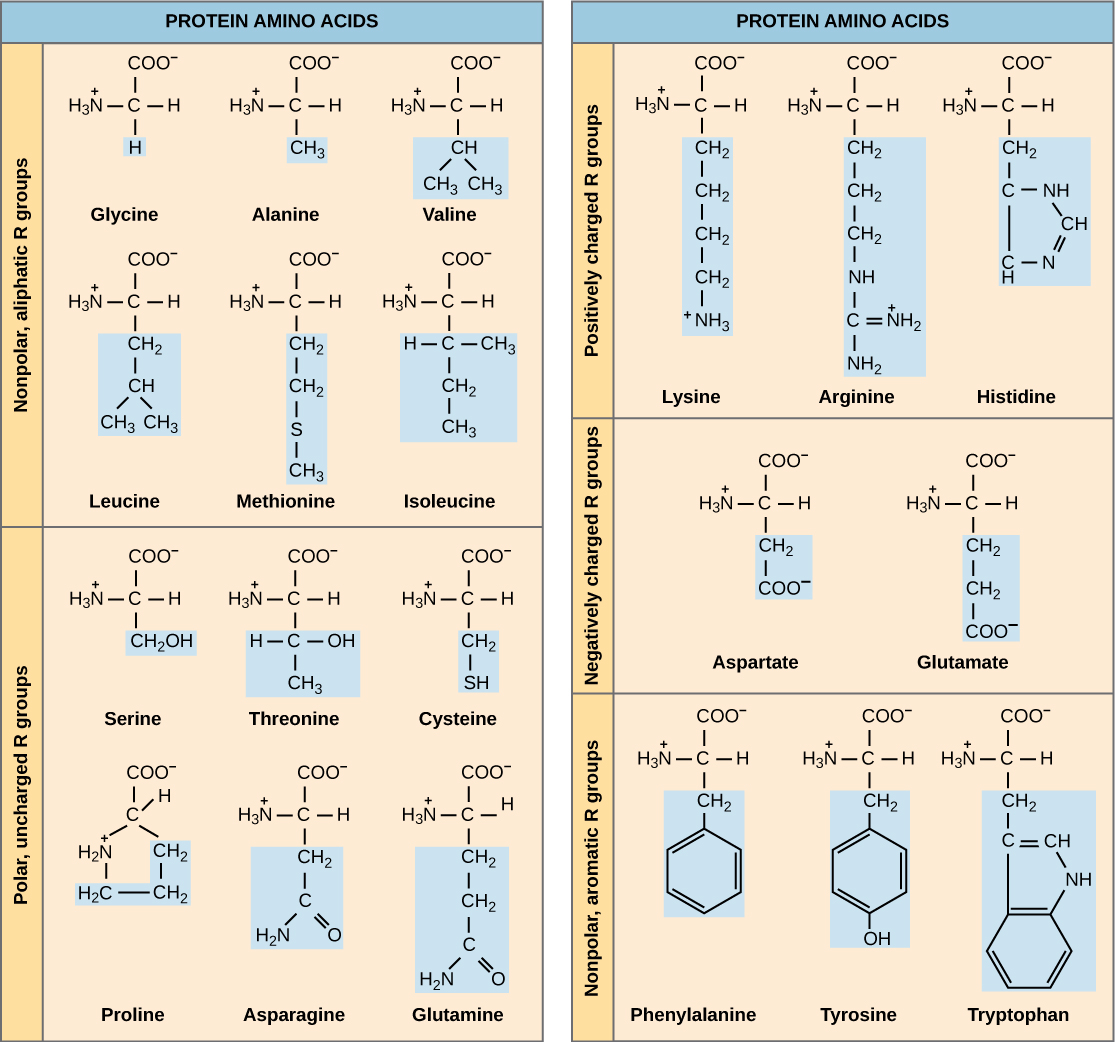 PROTEIN AMINO ACIDS
Nonpolar, aliphatic R groups
COO⁻
H₃N⁺ — C — H
H
Glycine
COO⁻
H₃N⁺ — C — H
CH₃
Alanine
COO⁻
H₃N⁺ — C — H
CH
CH₃ CH₃
Valine
COO⁻
H₃N⁺ — C — H
CH₂
CH
CH₃ CH₃
Leucine
COO⁻
H₃N⁺ — C — H
CH₂
CH₂
S
CH₃
Methionine
COO⁻
H₃N⁺ — C — H
H — C — CH₃
CH₂
CH₃
Isoleucine
Polar, uncharged R groups
COO⁻
H₃N⁺ — C — H
CH₂OH
Serine
COO⁻
H₃N⁺ — C — H
H — C — OH
CH₃
Threonine
COO⁻
H₃N⁺ — C — H
CH₂
SH
Cysteine
COO⁻
H
C
H₂N⁺ CH₂
H₂C — CH₂
Proline
COO⁻
H₃N⁺ — C — H
CH₂
C
H₂N O
Asparagine
COO⁻
H₃N⁺ — C — H
CH₂
CH₂
C
H₂N O
Glutamine
PROTEIN AMINO ACIDS
Positively charged R groups
COO⁻
H₃N⁺ — C — H
CH₂
CH₂
CH₂
CH₂
⁺NH₃
Lysine
COO⁻
H₃N⁺ — C — H
CH₂
CH₂
CH₂
NH
C = NH₂⁺
NH₂
Arginine
COO⁻
H₃N⁺ — C — H
CH₂
C — NH
CH
C — N
H
Histidine
Negatively charged R groups
COO⁻
H₃N⁺ — C — H
CH₂
COO⁻
Aspartate
COO⁻
H₃N⁺ — C — H
CH₂
CH₂
COO⁻
Glutamate
Nonpolar, aromatic R groups
COO⁻
H₃N⁺ — C — H
CH₂
Phenylalanine
COO⁻
H₃N⁺ — C — H
CH₂
OH
Tyrosine
COO⁻
H₃N⁺ — C — H
CH₂
C = CH
NH
Tryptophan